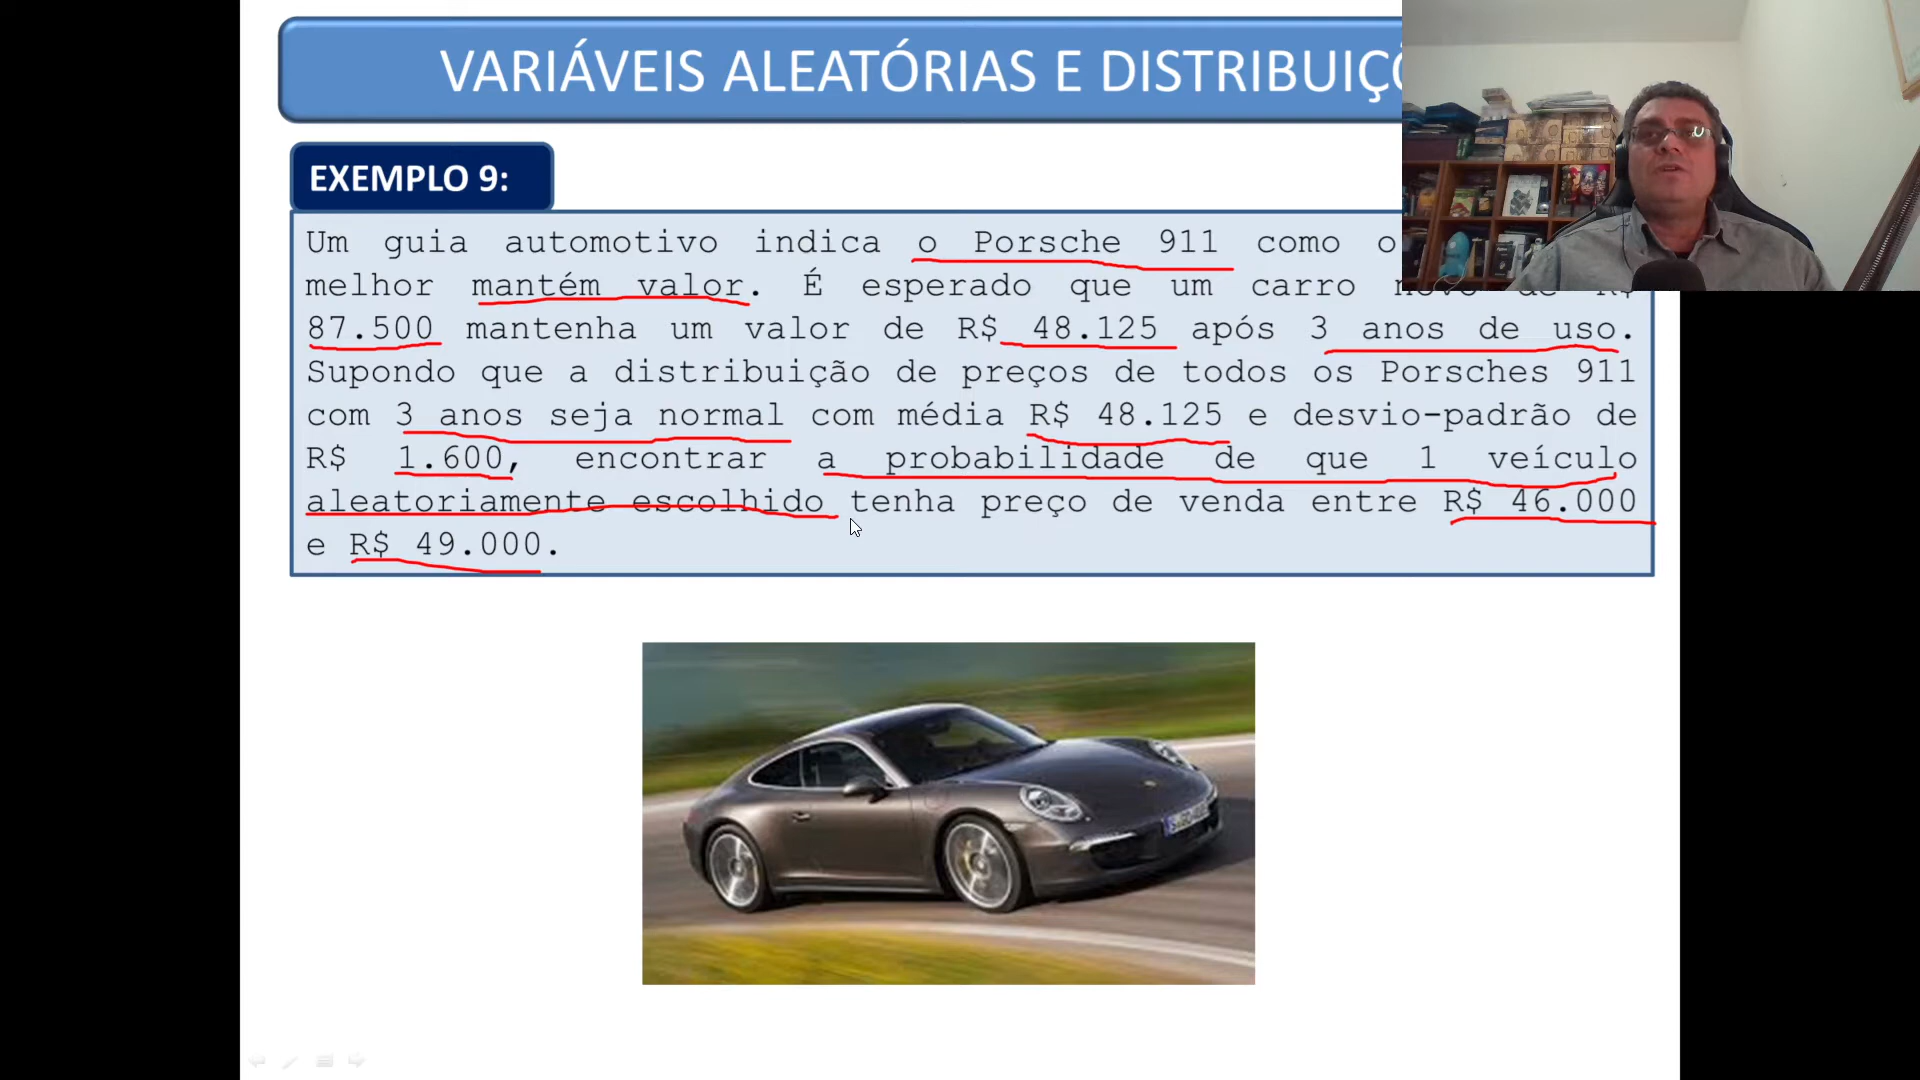 VARIÁVEIS ALEATÓRIAS E DISTRIBUIÇÕ
EXEMPLO 9:
Um guia automotivo indica o Porsche 911 como o
melhor mantém valor. É esperado que um carro novo de R$
87.500 mantenha um valor de R$ 48.125 após 3 anos de uso.
Supondo que a distribuição de preços de todos os Porsches 911
com 3 anos seja normal com média R$ 48.125 e desvio-padrão de
R$ 1.600, encontrar a probabilidade de que 1 veículo
aleatoriamente escolhido tenha preço de venda entre R$ 46.000
e R$ 49.000.